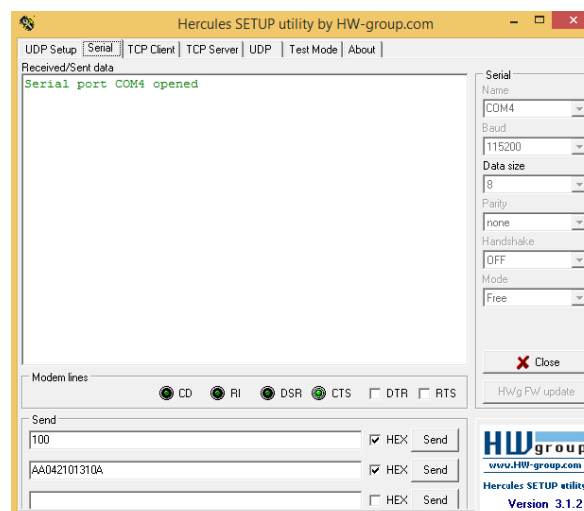 Hercules SETUP utility by HW-group.com
UDP Setup Serial TCP Client TCP Server UDP Test Mode About
Received/Sent data
Serial port COM4 opened
Serial
Name
COM4
Baud
115200
Data size
8
Parity
none
Handshake
OFF
Mode
Free
Close
HWg FW update
Modem lines
CD RI DSR CTS DTR RTS
Send
100 HEX Send
AA042101310A HEX Send
HEX Send
HW group
www.HW-group.com
Hercules SETUP utility
Version 3.1.2